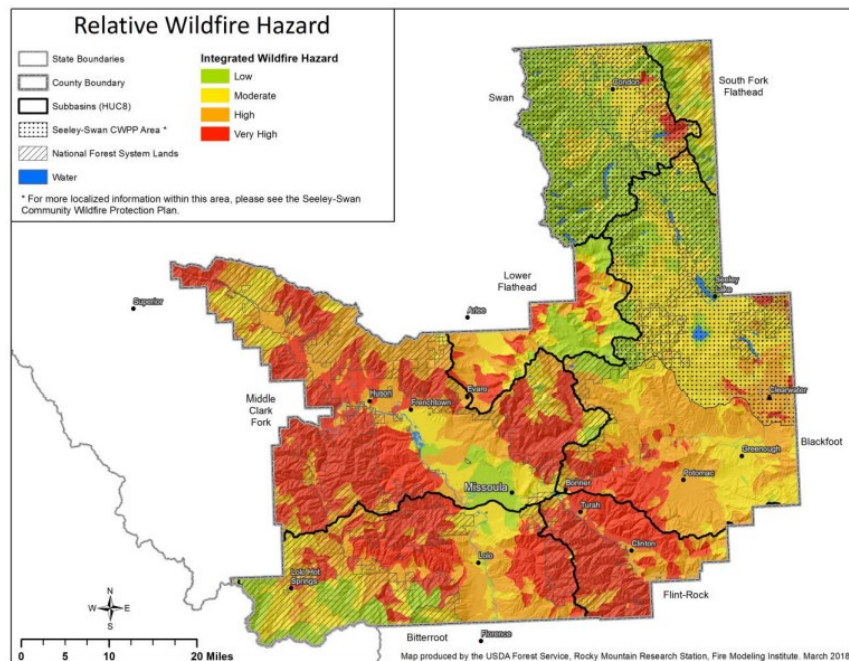 Relative Wildfire Hazard
State Boundaries
County Boundary
Subbasins (HUC8)
Seeley-Swan CWPP Area *
National Forest System Lands
Water
Integrated Wildfire Hazard
Low
Moderate
High
Very High
* For more localized information within this area, please see the Seeley-Swan
Community Wildfire Protection Plan.
Condon
South Fork
Flathead
Swan
Lower
Flathead
Seeley
Lake
Superior
Arlee
Middle
Clark
Fork
Huson
Frenchtown
Evaro
Clearwater
Blackfoot
Greenough
Potomac
Missoula
Bonner
Turah
Clinton
Lolo
Lolo Hot
Springs
Flint-Rock
Bitterroot
Florence
N
W E
S
0 5 10 20 Miles
Map produced by the USDA Forest Service, Rocky Mountain Research Station, Fire Modeling Institute. March 2018